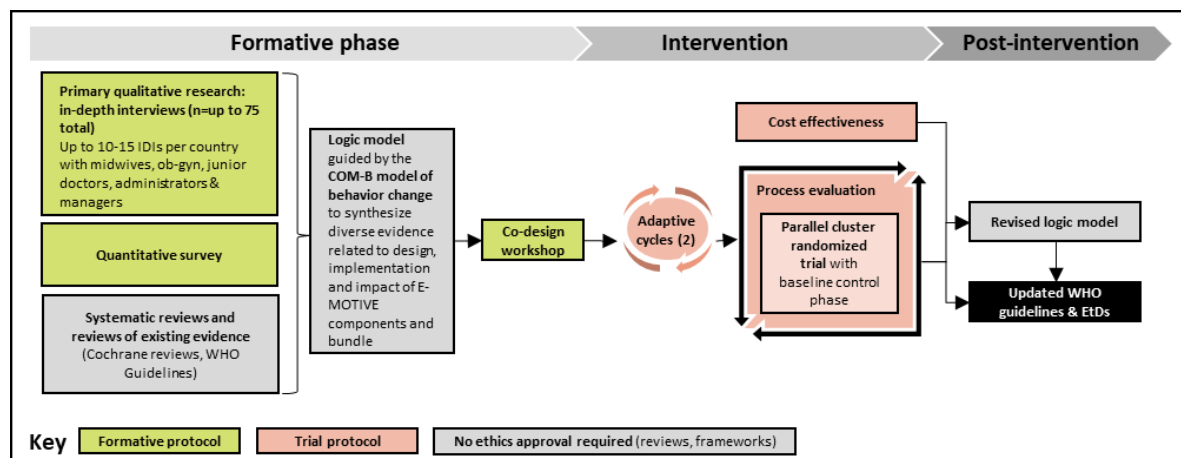 Formative phase
Intervention
Post-intervention
Primary qualitative research:
in-depth interviews (n=up to 75
total)
Up to 10-15 IDIs per country
with midwives, ob-gyn, junior
doctors, administrators &
managers
Quantitative survey
Systematic reviews and
reviews of existing evidence
(Cochrane reviews, WHO
Guidelines)
Logic model
guided by the
COM-B model of
behavior change
to synthesize
diverse evidence
related to design,
implementation
and impact of E-
MOTIVE
components and
bundle
Co-design
workshop
Adaptive
cycles (2)
Cost effectiveness
Process evaluation
Parallel cluster
randomized
trial with
baseline control
phase
Revised logic model
Updated WHO
guidelines & EtDs
Key
Formative protocol
Trial protocol
No ethics approval required (reviews, frameworks)